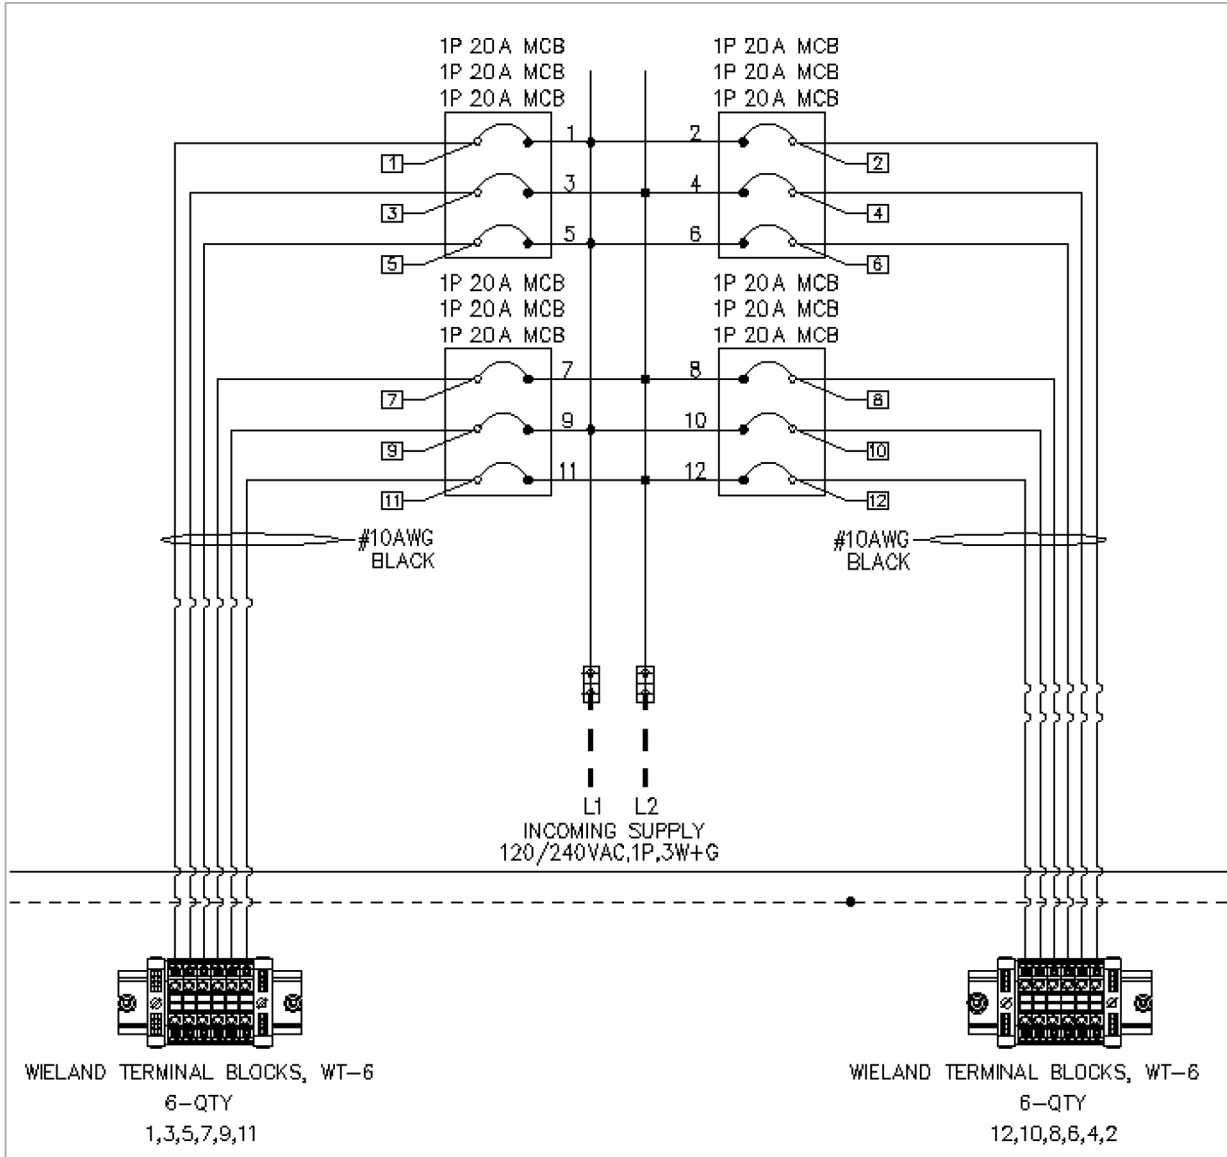 1P 20A MCB
1P 20A MCB
1P 20A MCB
1P 20A MCB
1P 20A MCB
1P 20A MCB
1 2
1 2
3 4
3 4
5 6
5 6
1P 20A MCB
1P 20A MCB
1P 20A MCB
1P 20A MCB
1P 20A MCB
1P 20A MCB
7 8
7 8
9 10
9 10
11 12
11 12
#10AWG
BLACK
#10AWG
BLACK
L1 L2
INCOMING SUPPLY
120/240VAC,1P,3W+G
WIELAND TERMINAL BLOCKS, WT-6
6-QTY
1,3,5,7,9,11
WIELAND TERMINAL BLOCKS, WT-6
6-QTY
12,10,8,6,4,2